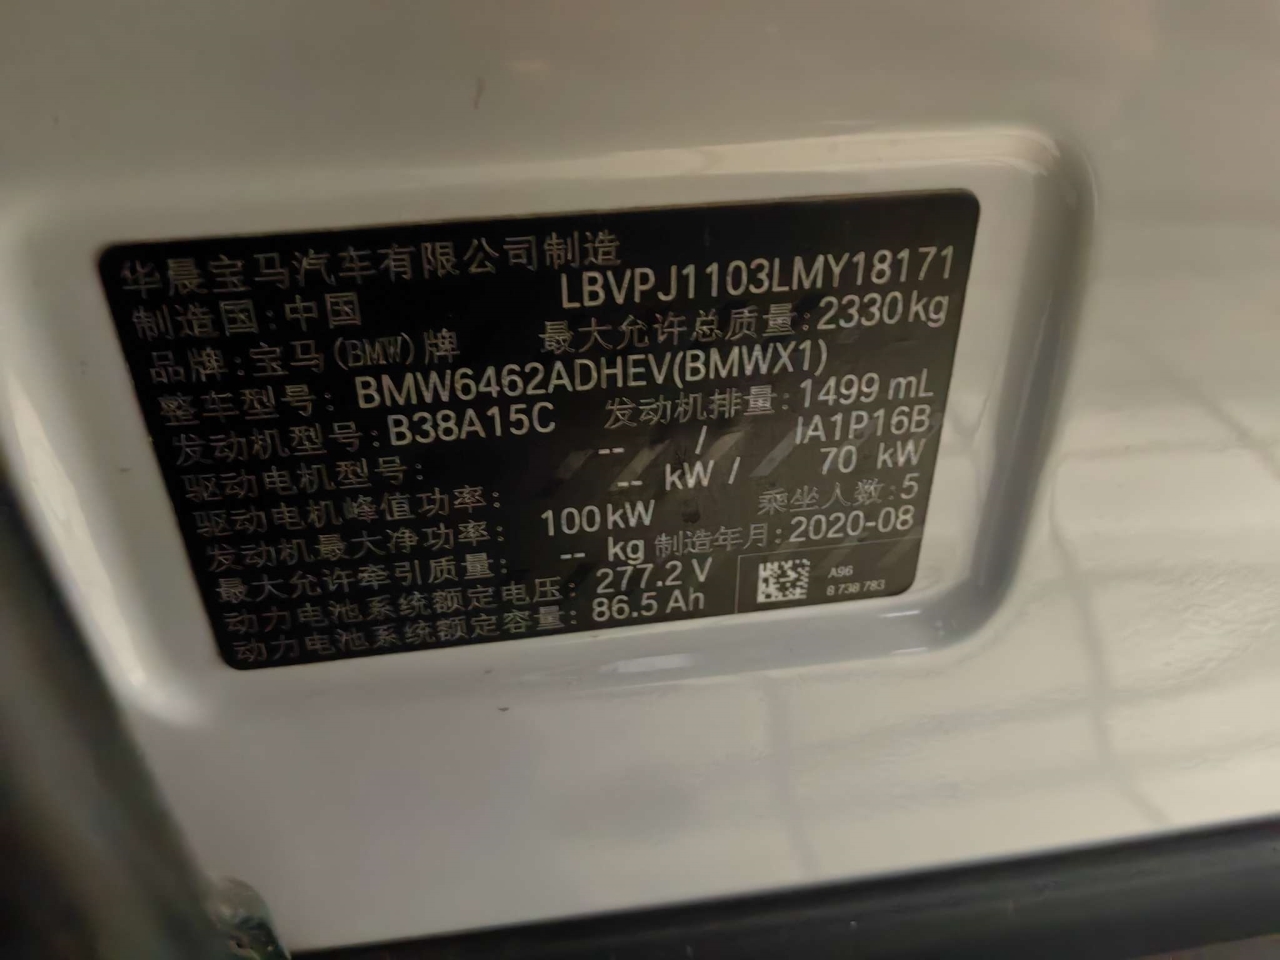 华晨宝马汽车有限公司制造
制造国:中国 LBVPJ1103LMY18171
品牌:宝马(BMW)牌 最大允许总质量:2330kg
整车型号: BMW6462ADHEV(BMWX1)
发动机型号:B38A15C 发动机排量:1499 mL
驱动电机型号: -- / IA1P16B
驱动电机峰值功率: -- kW / 70 kW
发动机最大净功率: 100kW 乘坐人数:5
最大允许牵引质量: -- kg 制造年月:2020-08
动力电池系统额定电压: 277.2 V
动力电池系统额定容量: 86.5 Ah
A96
8 738 783